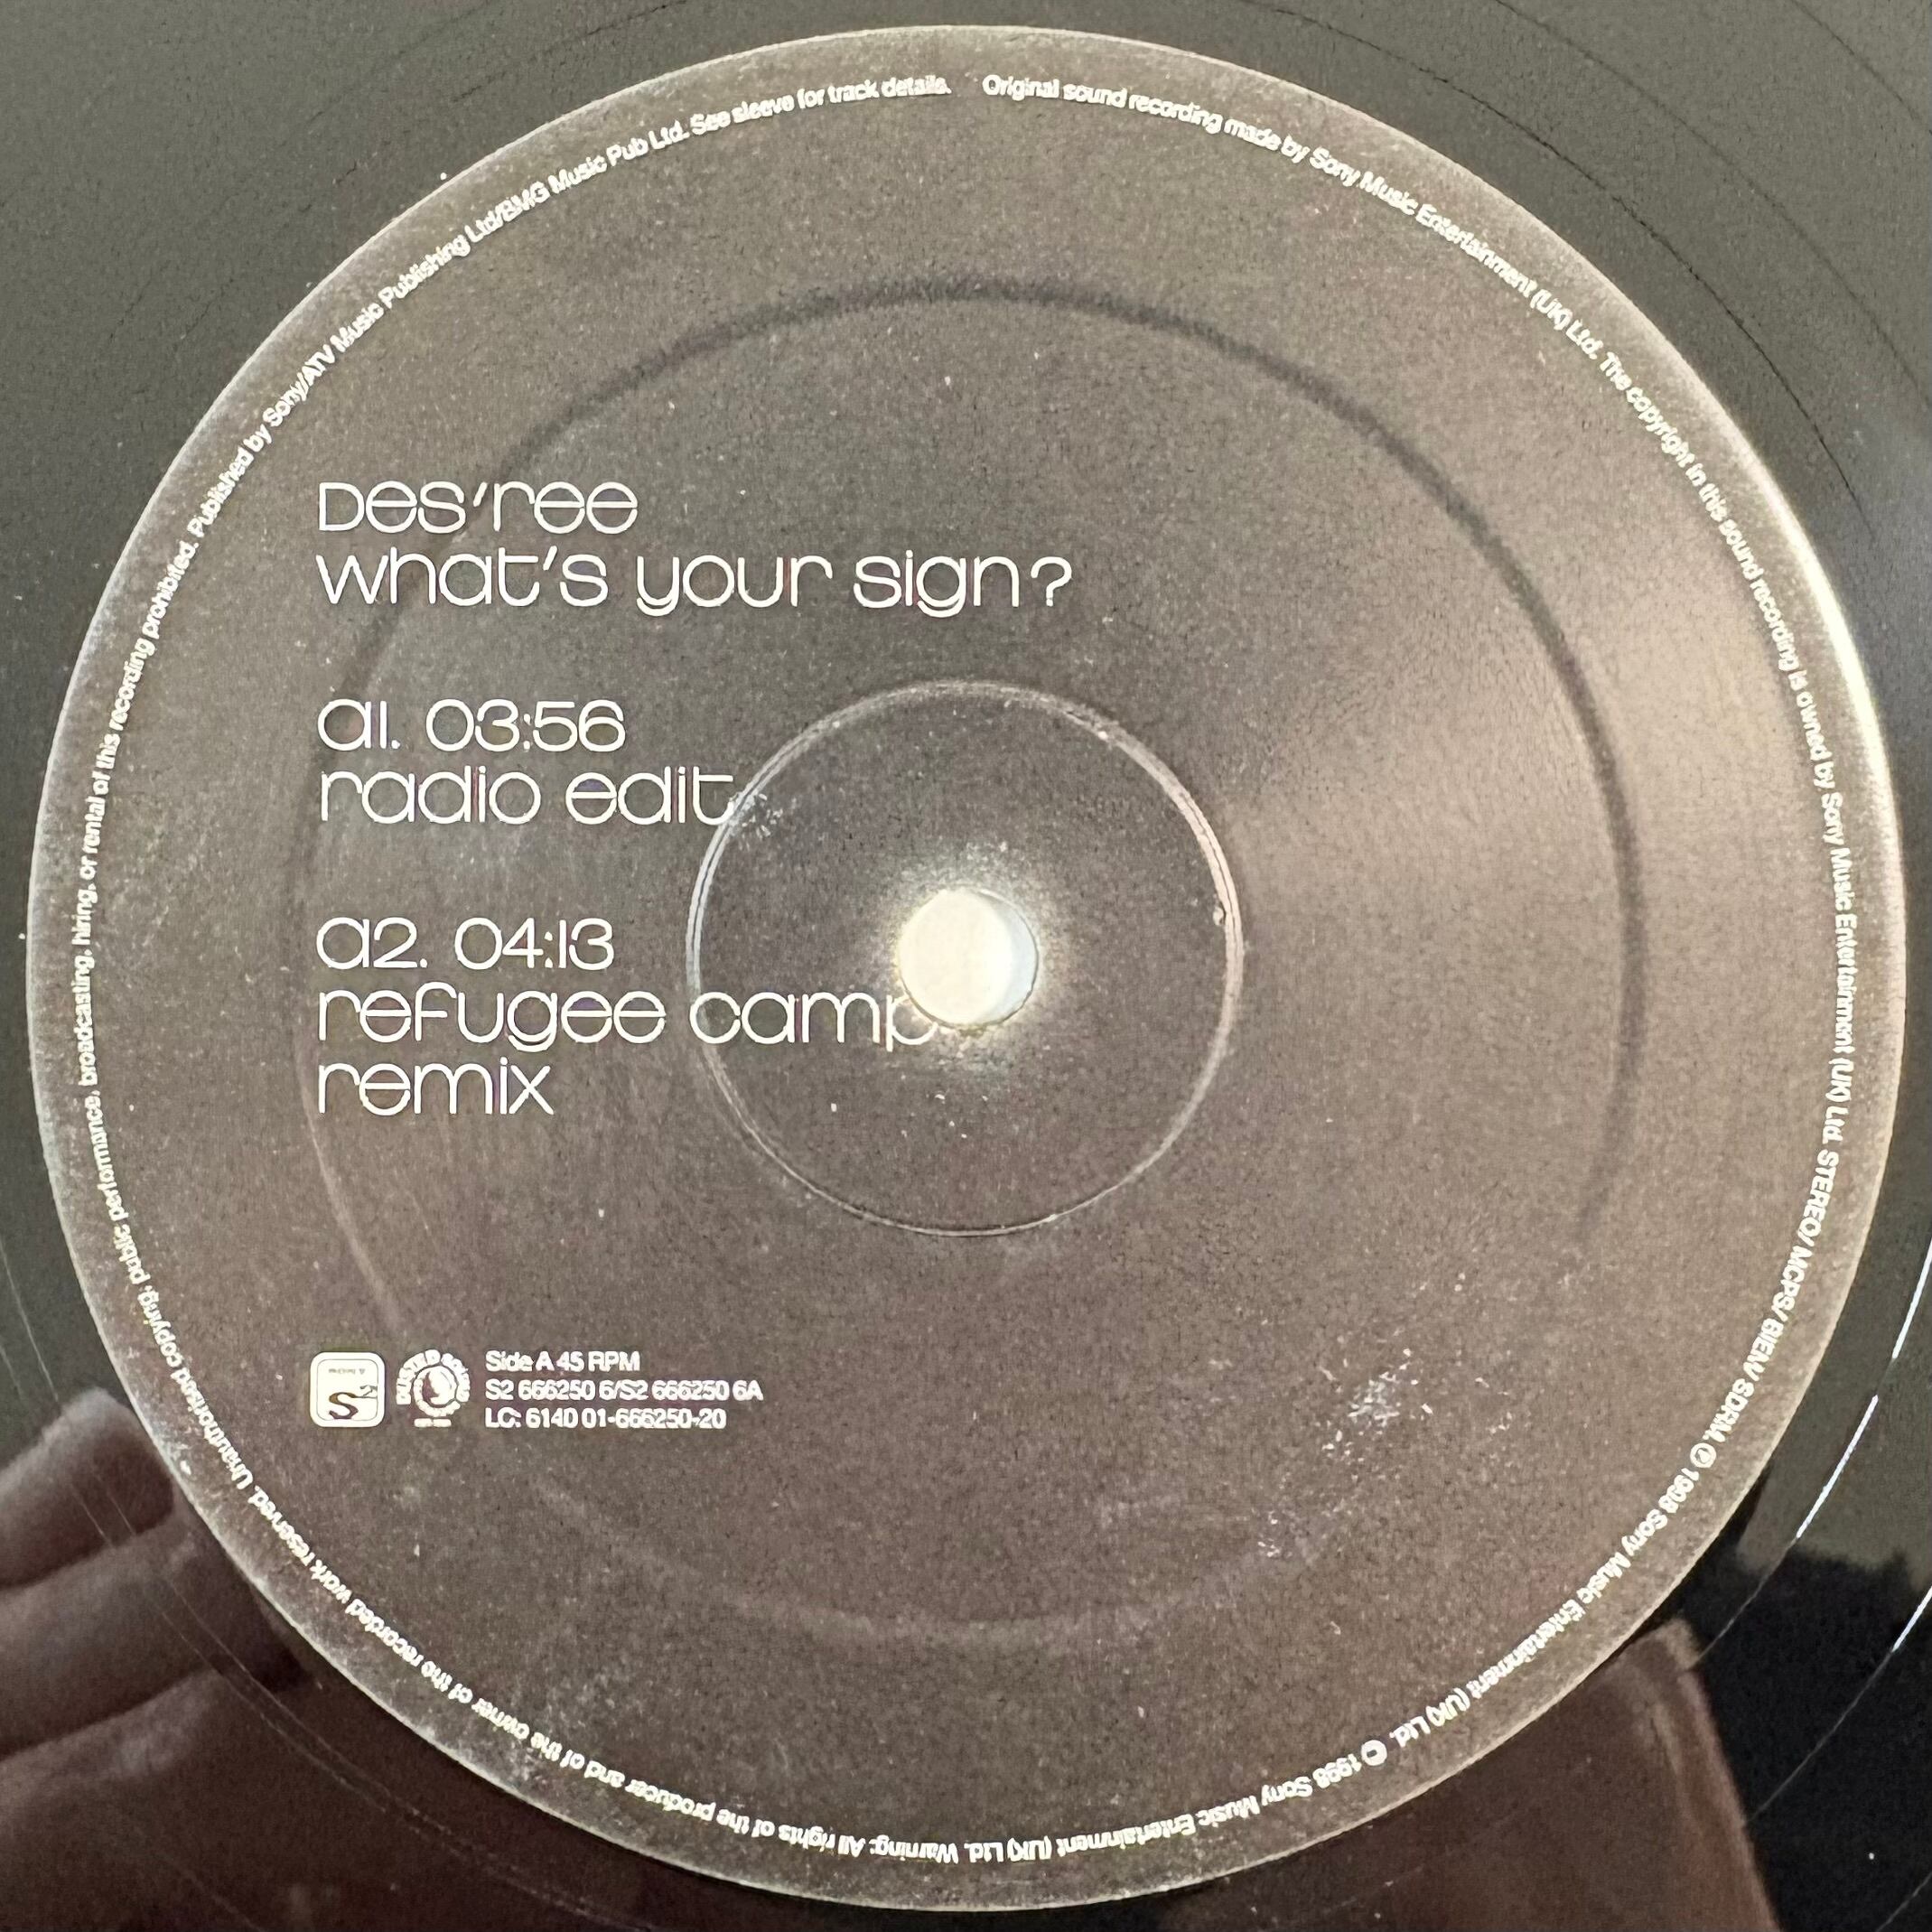 Des'ree
what's your sign?
a1. 03:56
radio edit
a2. 04:13
refugee camp
remix
S2
Side A 45 RPM
S2 666250 6/S2 666250 6A
LC: 6140 01-666250-20
Original sound recording made by Sony Music Entertainment (UK) Ltd. The copyright in this sound recording is owned by Sony Music Entertainment (UK) Ltd. STEREO/ MCPS/ BIEM/ SDRM. ℗ 1998 Sony Music Entertainment (UK) Ltd. © 1998 Sony Music Entertainment (UK) Ltd. Warning: All rights of the producer and of the owner of the recorded work reserved. Unauthorised copying, public performance, broadcasting, hiring, or rental of this recording prohibited. Published by Sony/ATV Music Publishing Ltd/BMG Music Pub Ltd. See sleeve for track details.